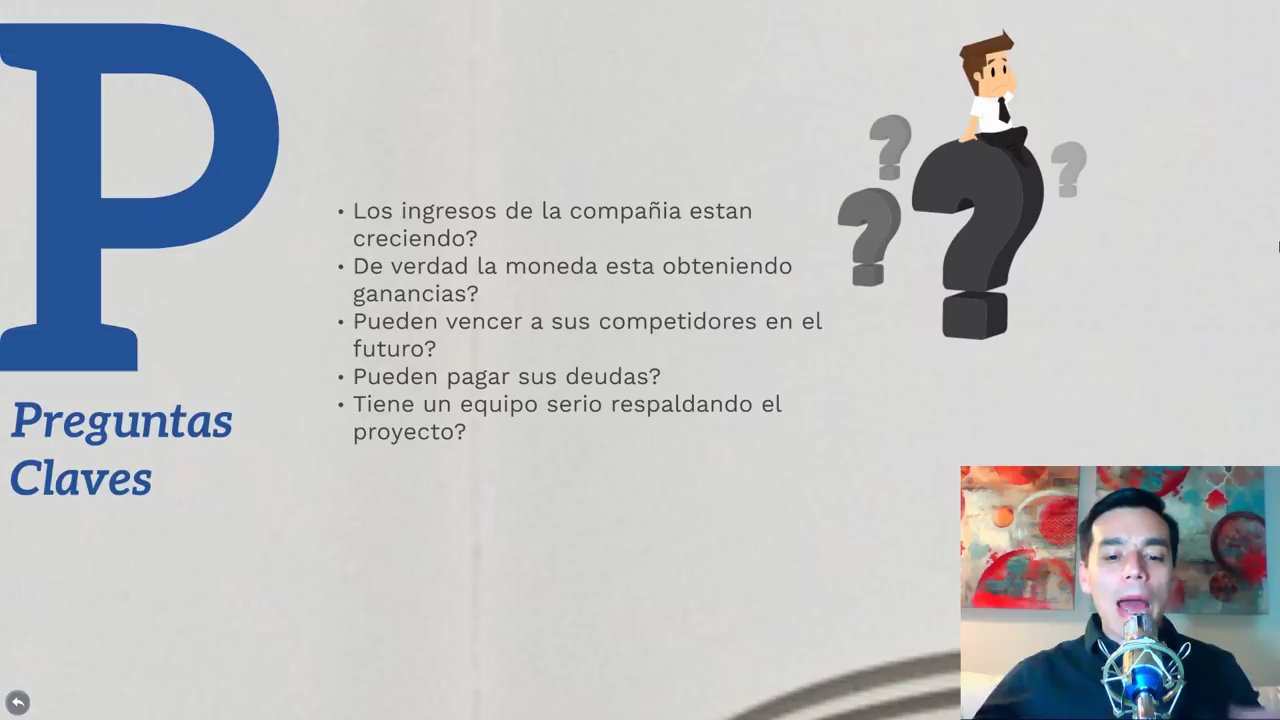 P
Preguntas
Claves
• Los ingresos de la compañia estan
creciendo?
• De verdad la moneda esta obteniendo
ganancias?
• Pueden vencer a sus competidores en el
futuro?
• Pueden pagar sus deudas?
• Tiene un equipo serio respaldando el
proyecto?